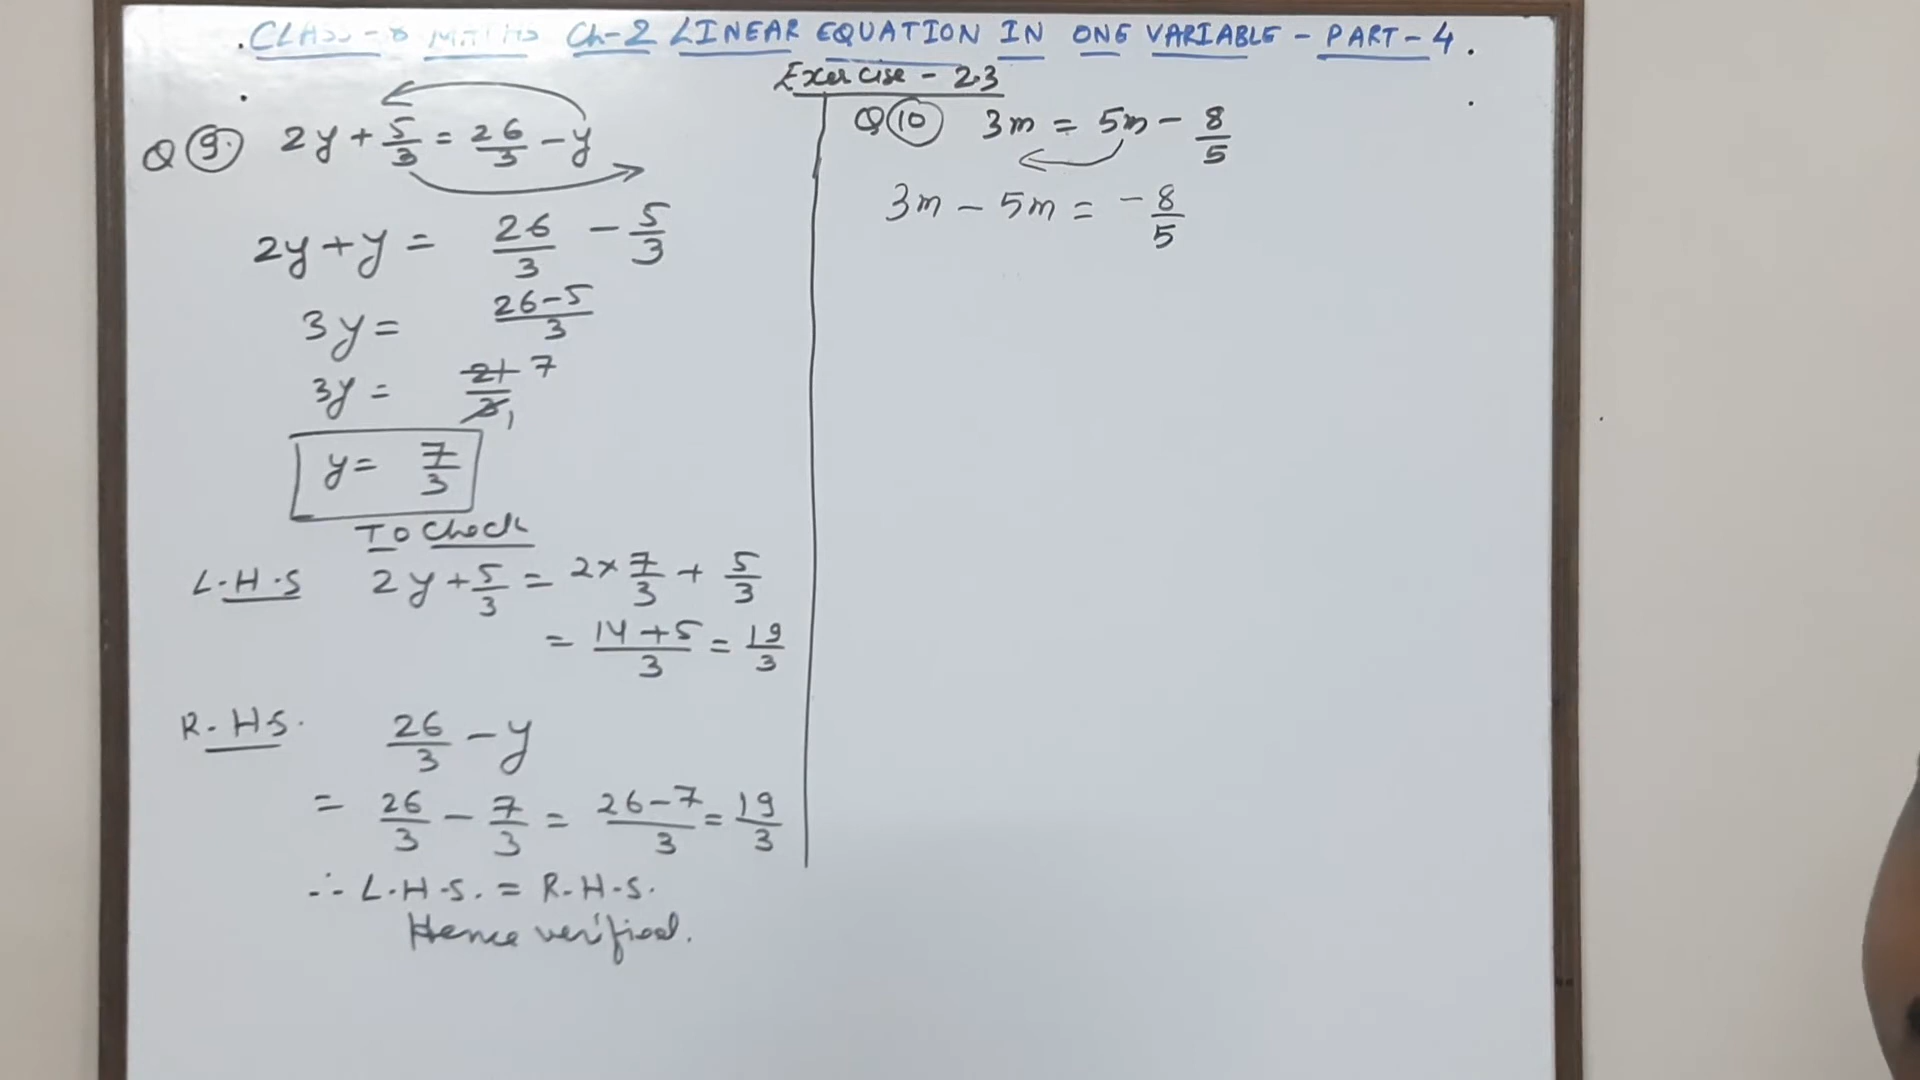 CLASS-8 MATHS Ch-2 LINEAR EQUATION IN ONE VARIABLE - PART-4.
Exercise - 2.3
Q 9. 2y + 5/3 = 26/3 - y
2y + y = 26/3 - 5/3
3y = 26-5/3
3y = 21/3 7 1
y = 7/3
To Check
L.H.S 2y + 5/3 = 2 × 7/3 + 5/3
= 14+5/3 = 19/3
R.H.S. 26/3 - y
= 26/3 - 7/3 = 26-7/3 = 19/3
∴ L.H.S. = R.H.S.
Hence verified.
Q 10 3m = 5m - 8/5
3m - 5m = -8/5